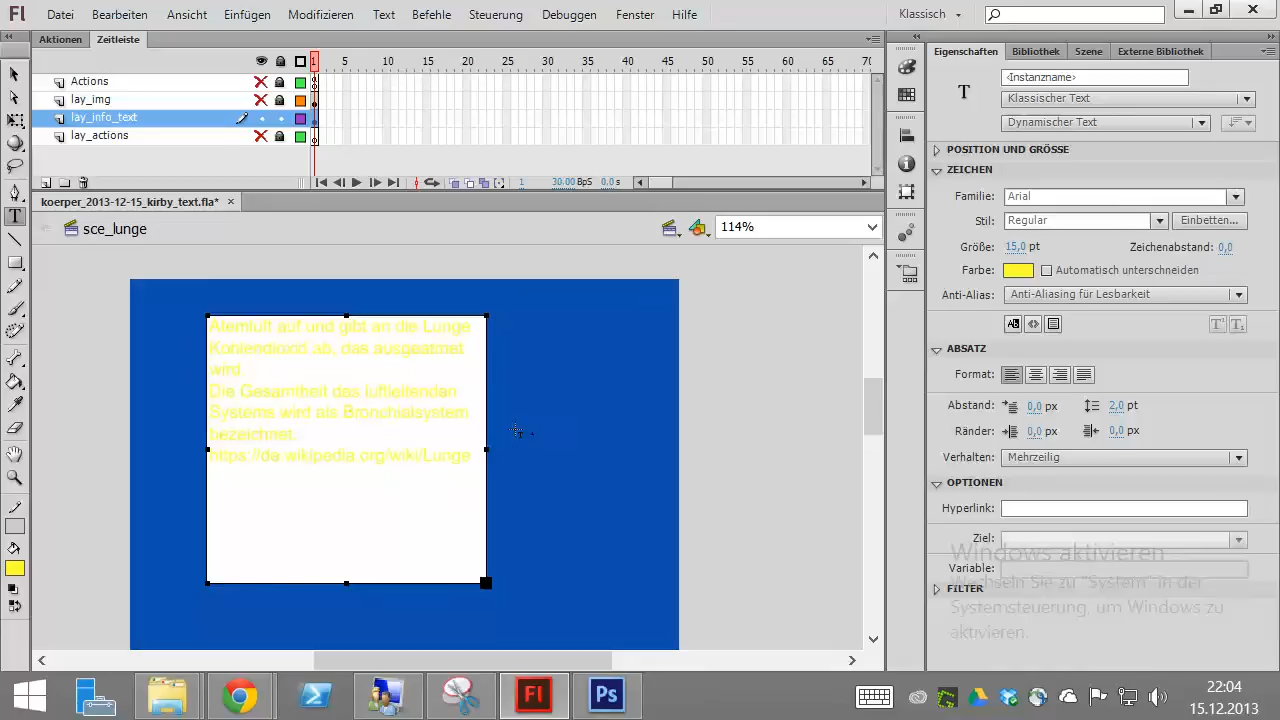 Fl Datei Bearbeiten Ansicht Einfügen Modifizieren Text Befehle Steuerung Debuggen Fenster Hilfe Klassisch
Aktionen Zeitleiste
1 5 10 15 20 25 30 35 40 45 50 55 60 65 70
Actions
lay_img
lay_info_text
lay_actions
1 30.00 BpS 0.0 s
koerper_2013-12-15_kirby_text.fla*
sce_lunge 114%
Atemluft auf und gibt an die Lunge
Kohlendioxid ab, das ausgeatmet
wird.
Die Gesamtheit des luftleitenden
Systems wird als Bronchialsystem
bezeichnet.
https://de.wikipedia.org/wiki/Lunge
Eigenschaften Bibliothek Szene Externe Bibliothek
T <Instanzname>
Klassischer Text
Dynamischer Text
POSITION UND GRÖSSE
ZEICHEN
Familie: Arial
Stil: Regular Einbetten...
Größe: 15,0 pt Zeichenabstand: 0,0
Farbe: Automatisch unterschneiden
Anti-Alias: Anti-Aliasing für Lesbarkeit
ABSATZ
Format:
Abstand: 0,0 px 2,0 pt
Ränder: 0,0 px 0,0 px
Verhalten: Mehrzeilig
OPTIONEN
Hyperlink:
Ziel:
Variable:
FILTER
Windows aktivieren
Wechseln Sie zu "System" in der
Systemsteuerung, um Windows zu
aktivieren.
Fl Ps
22:04
15.12.2013